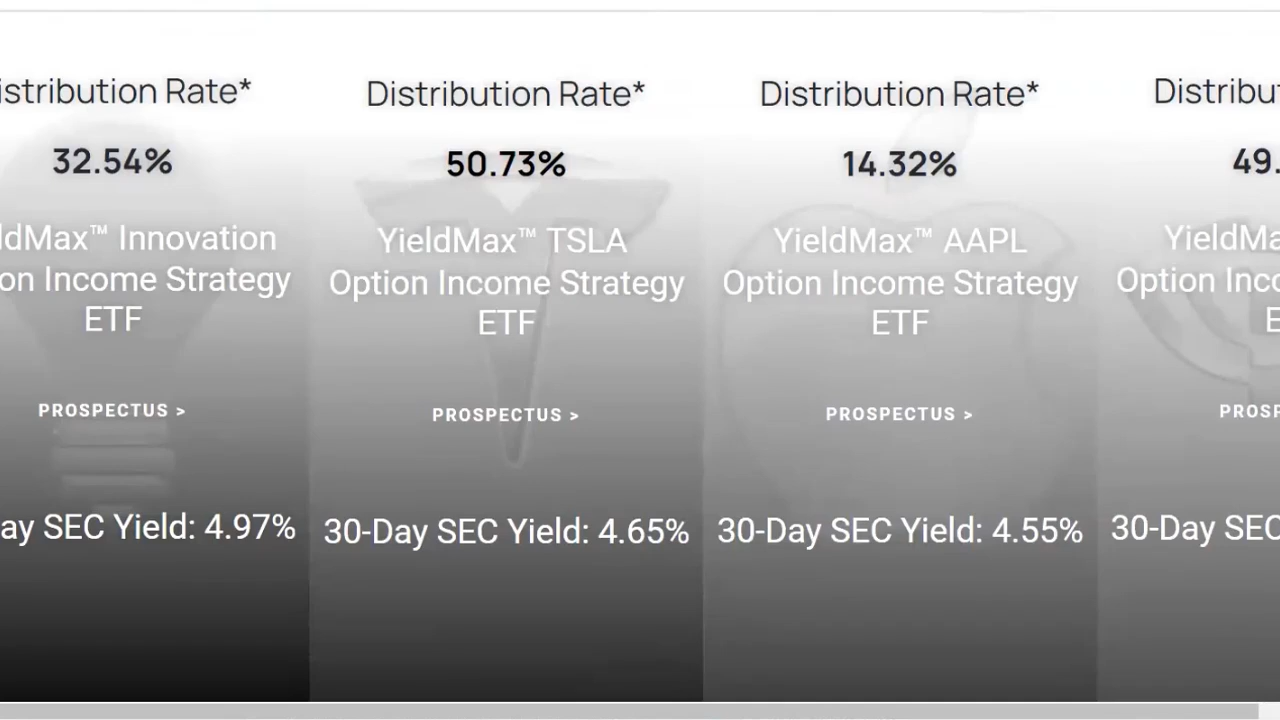 istribution Rate*
32.54%
ldMax™ Innovation
on Income Strategy
ETF
PROSPECTUS >
ay SEC Yield: 4.97%
Distribution Rate*
50.73%
YieldMax™ TSLA
Option Income Strategy
ETF
PROSPECTUS >
30-Day SEC Yield: 4.65%
Distribution Rate*
14.32%
YieldMax™ AAPL
Option Income Strategy
ETF
PROSPECTUS >
30-Day SEC Yield: 4.55%
Distribu
49.
YieldMa
Option Inco
E
PROSP
30-Day SEC